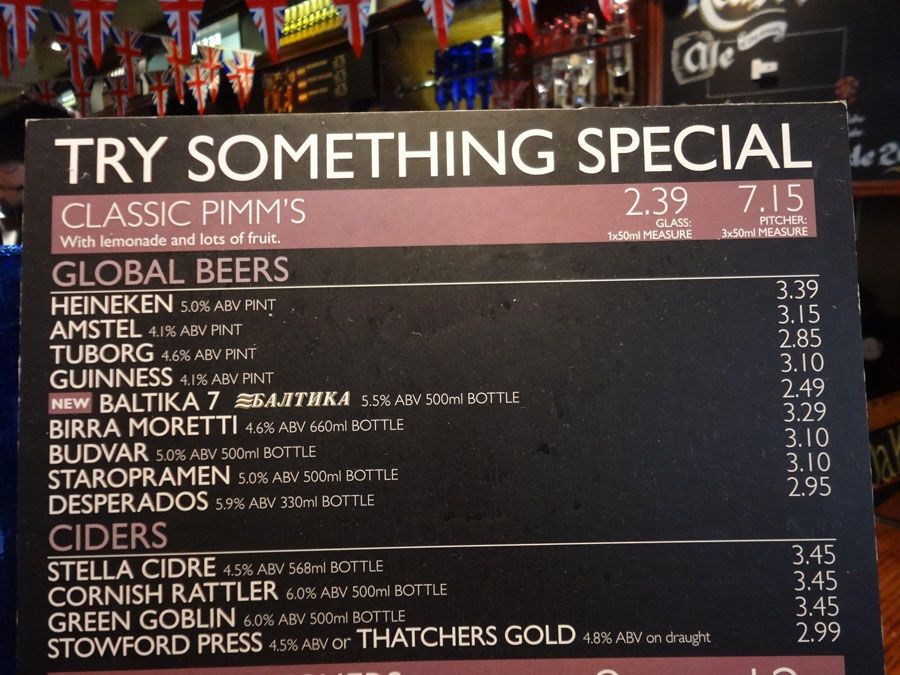 Ale
TRY SOMETHING SPECIAL
CLASSIC PIMM'S 2.39 7.15
With lemonade and lots of fruit. GLASS: 1x50ml MEASURE PITCHER: 3x50ml MEASURE
GLOBAL BEERS
HEINEKEN 5.0% ABV PINT 3.39
AMSTEL 4.1% ABV PINT 3.15
TUBORG 4.6% ABV PINT 2.85
GUINNESS 4.1% ABV PINT 3.10
NEW BALTIKA 7 БАЛТИКА 5.5% ABV 500ml BOTTLE 2.49
BIRRA MORETTI 4.6% ABV 660ml BOTTLE 3.29
BUDVAR 5.0% ABV 500ml BOTTLE 3.10
STAROPRAMEN 5.0% ABV 500ml BOTTLE 3.10
DESPERADOS 5.9% ABV 330ml BOTTLE 2.95
CIDERS
STELLA CIDRE 4.5% ABV 568ml BOTTLE 3.45
CORNISH RATTLER 6.0% ABV 500ml BOTTLE 3.45
GREEN GOBLIN 6.0% ABV 500ml BOTTLE 3.45
STOWFORD PRESS 4.5% ABV or THATCHERS GOLD 4.8% ABV on draught 2.99